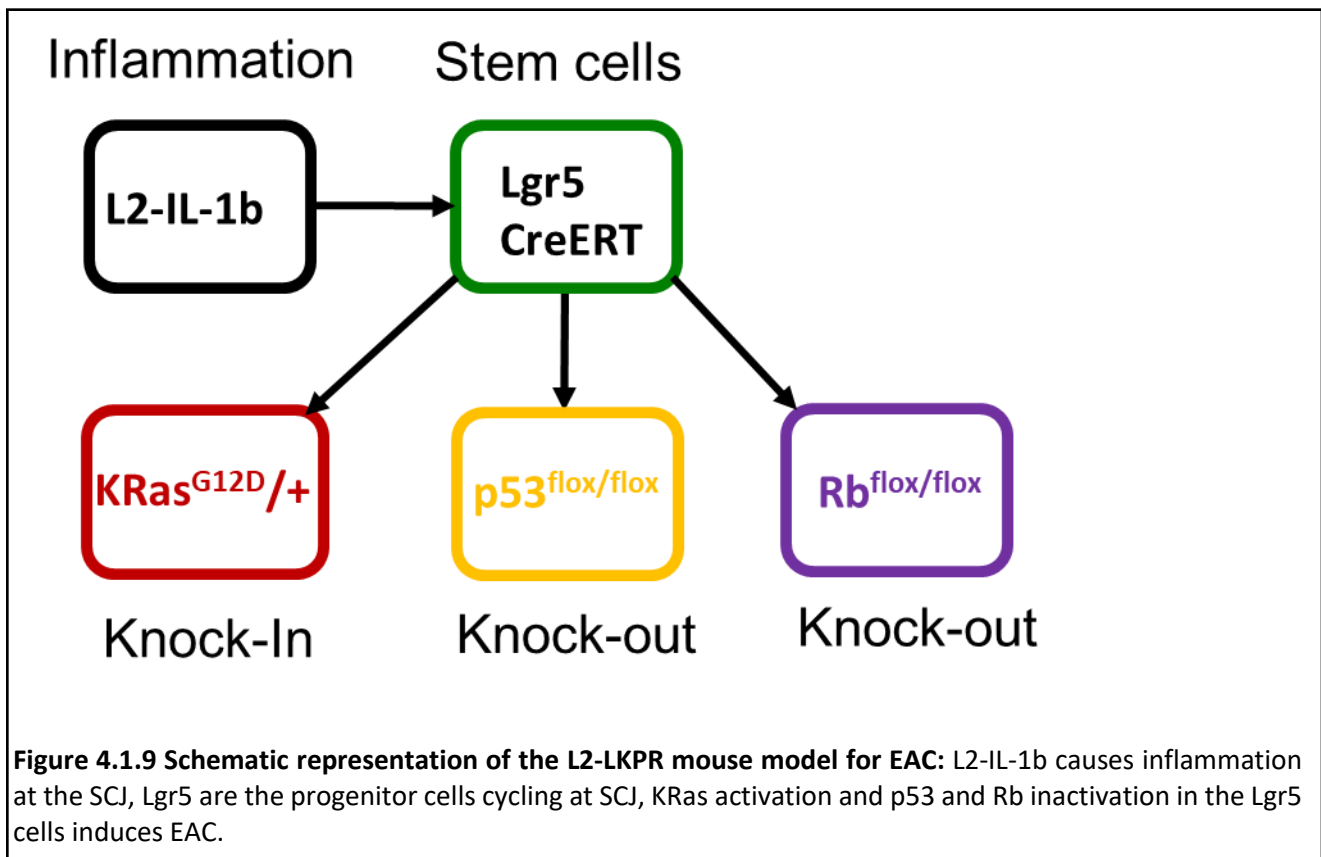 Inflammation Stem cells
L2-IL-1b
Lgr5
CreERT
KRasG12D/+ p53flox/flox Rbflox/flox
Knock-In Knock-out Knock-out
Figure 4.1.9 Schematic representation of the L2-LKPR mouse model for EAC: L2-IL-1b causes inflammation
at the SCJ, Lgr5 are the progenitor cells cycling at SCJ, KRas activation and p53 and Rb inactivation in the Lgr5
cells induces EAC.